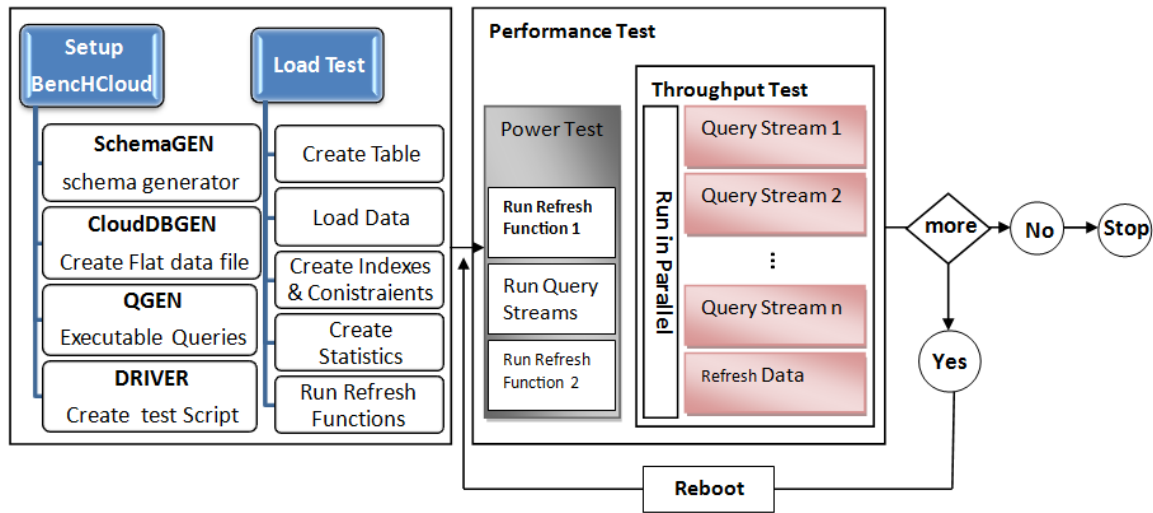 Setup
BencHCloud
SchemaGEN
schema generator
CloudDBGEN
Create Flat data file
QGEN
Executable Queries
DRIVER
Create test Script
Load Test
Create Table
Load Data
Create Indexes
& Conistraients
Create
Statistics
Run Refresh
Functions
Performance Test
Power Test
Run Refresh
Function 1
Run Query
Streams
Run Refresh
Function 2
Throughput Test
Run in Parallel
Query Stream 1
Query Stream 2
...
Query Stream n
Refresh Data
more
No
Stop
Yes
Reboot